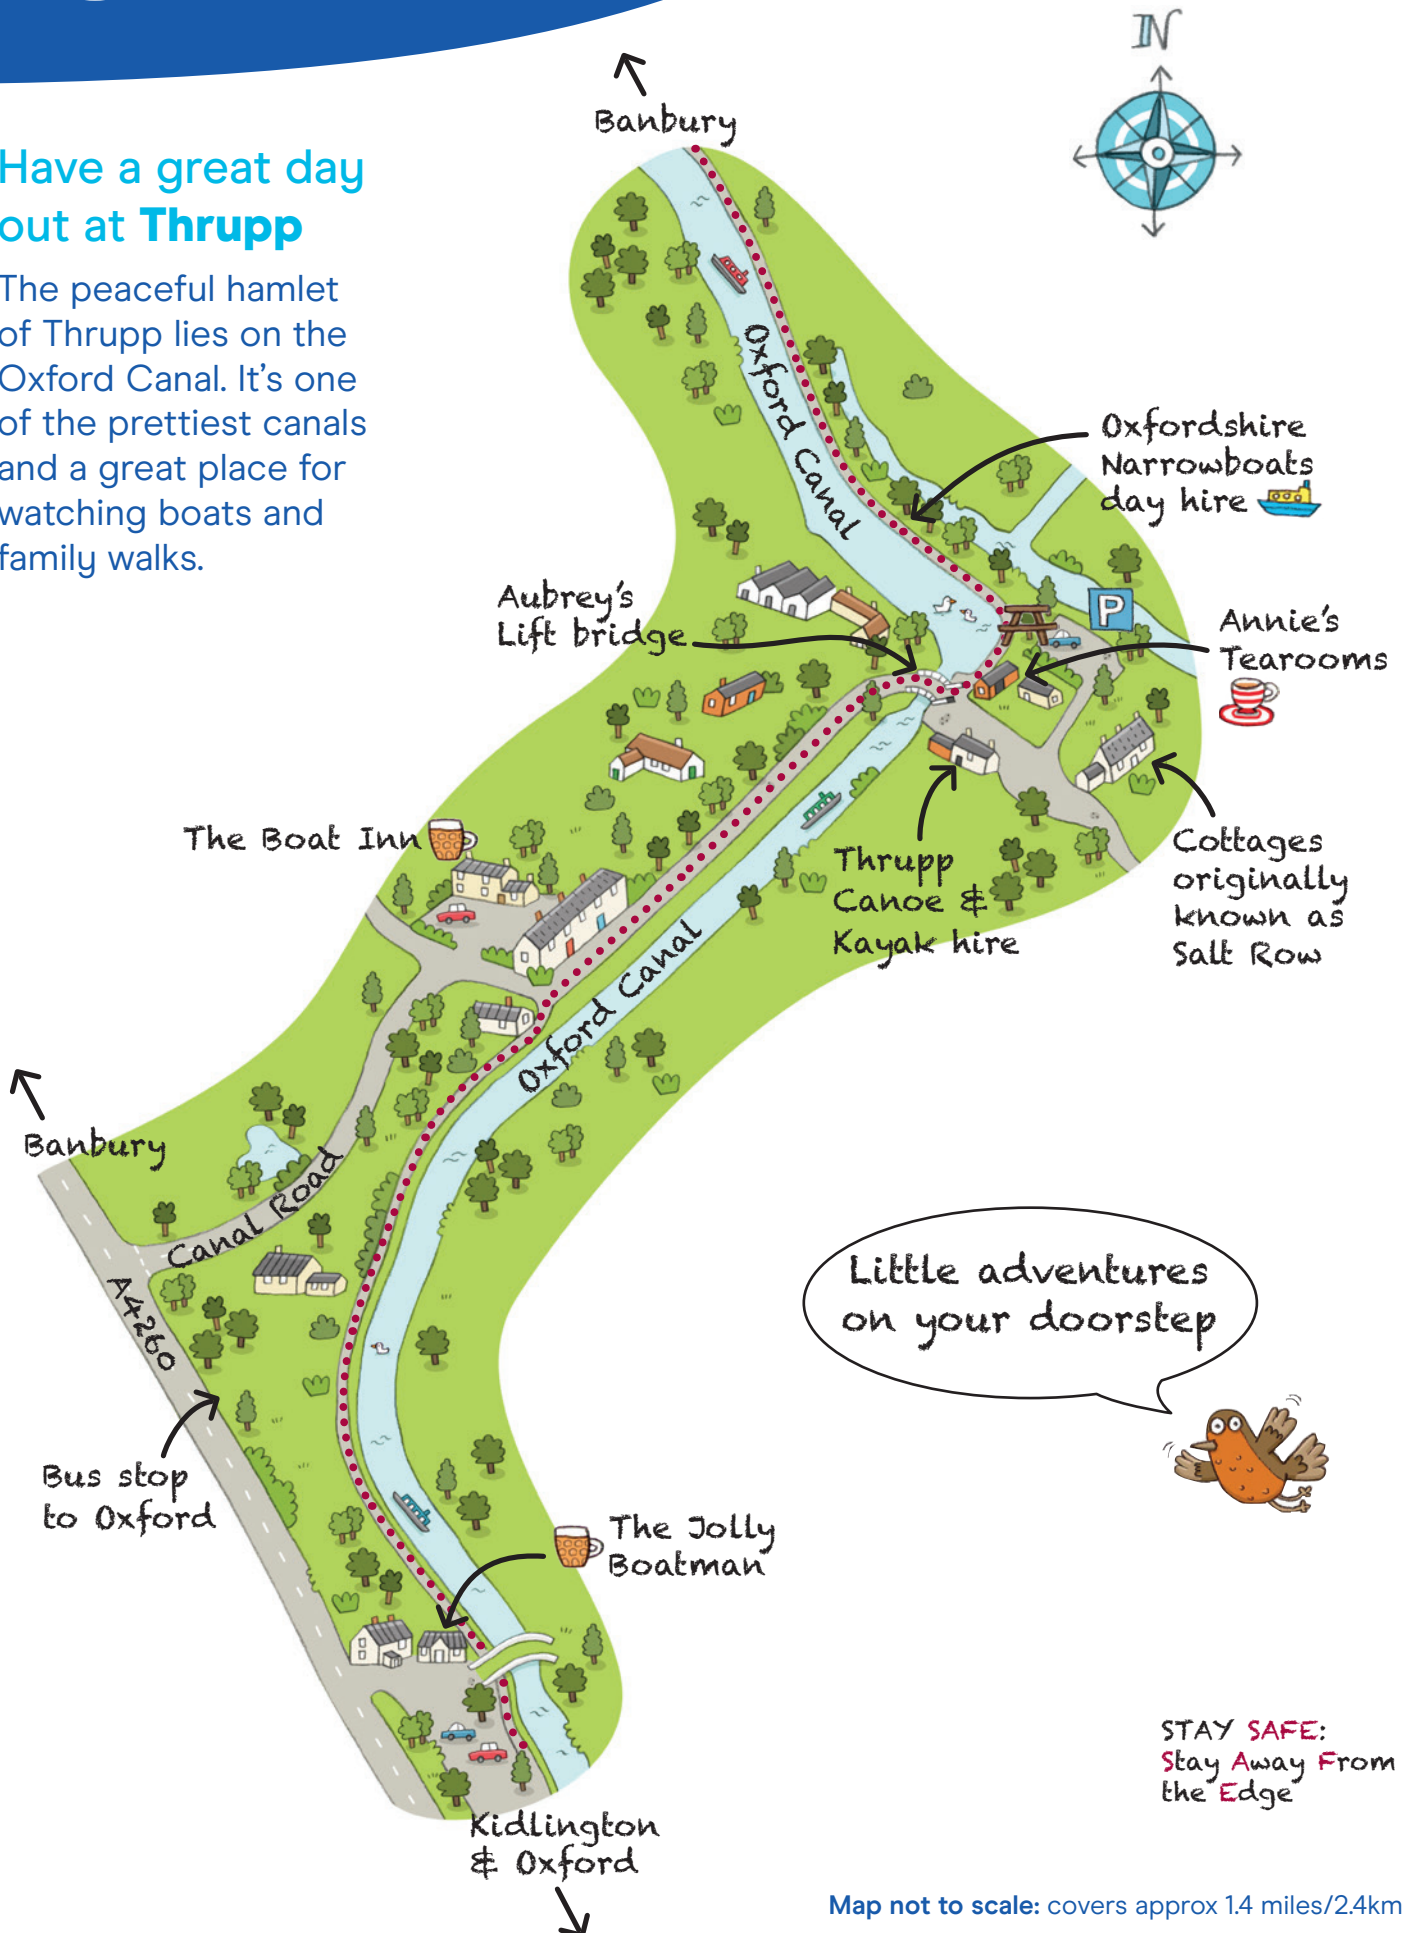 N
Banbury
Have a great day
out at Thrupp
The peaceful hamlet
of Thrupp lies on the
Oxford Canal. It’s one
of the prettiest canals
and a great place for
watching boats and
family walks.
Oxford Canal
Oxfordshire
Narrowboats
day hire
Aubrey’s
Lift bridge
P
Annie’s
Tearooms
The Boat Inn
Thrupp
Canoe &
Kayak hire
Cottages
originally
known as
Salt Row
Oxford Canal
Banbury
Canal Road
A4260
Little adventures
on your doorstep
Bus stop
to Oxford
The Jolly
Boatman
STAY SAFE:
Stay Away From
the Edge
Kidlington
& Oxford
Map not to scale: covers approx 1.4 miles/2.4km